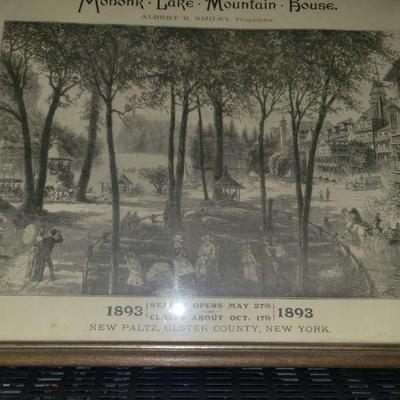 Mohonk · Lake · Mountain · House.
ALBERT K. SMILEY, Proprietor.
1893 { SEASON OPENS MAY 27th } 1893
CLOSES ABOUT OCT. 17th
NEW PALTZ, ULSTER COUNTY, NEW YORK.